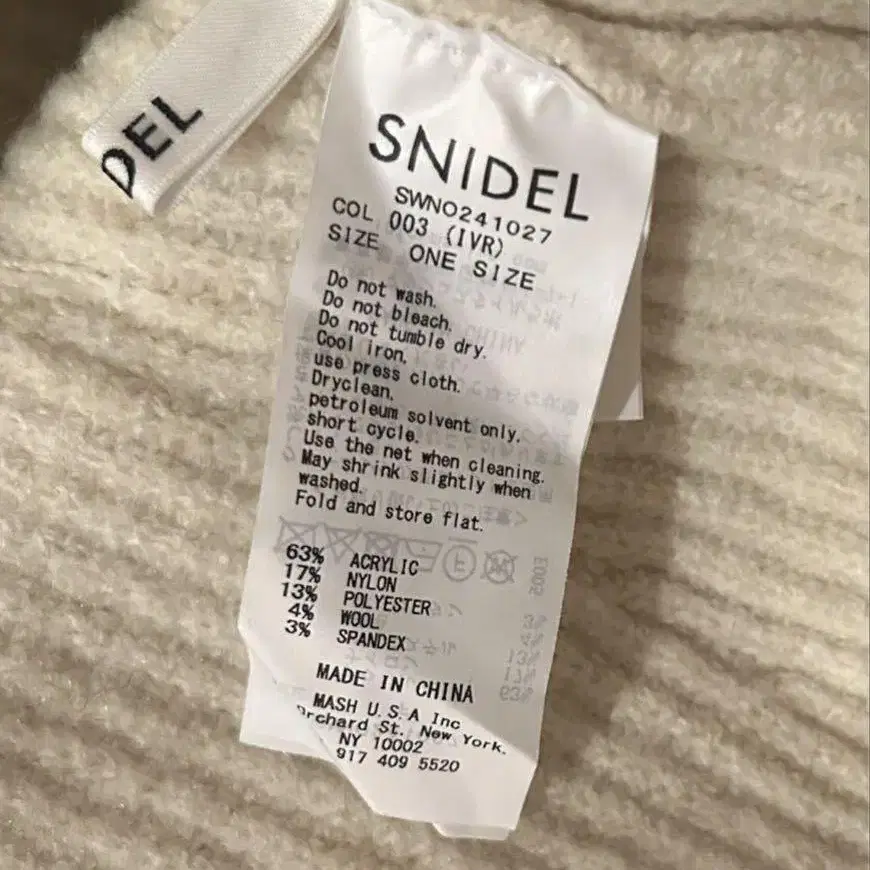 DEL
SNIDEL
SWNO241027
COL 003 (IVR)
SIZE ONE SIZE
Do not wash.
Do not bleach.
Do not tumble dry.
Cool iron,
use press cloth.
Dryclean,
petroleum solvent only.
short cycle.
Use the net when cleaning.
May shrink slightly when
washed.
Fold and store flat.
63% ACRYLIC
17% NYLON
13% POLYESTER
4% WOOL
3% SPANDEX
MADE IN CHINA
MASH U.S.A Inc
Orchard St. New York.
NY 10002
917 409 5520